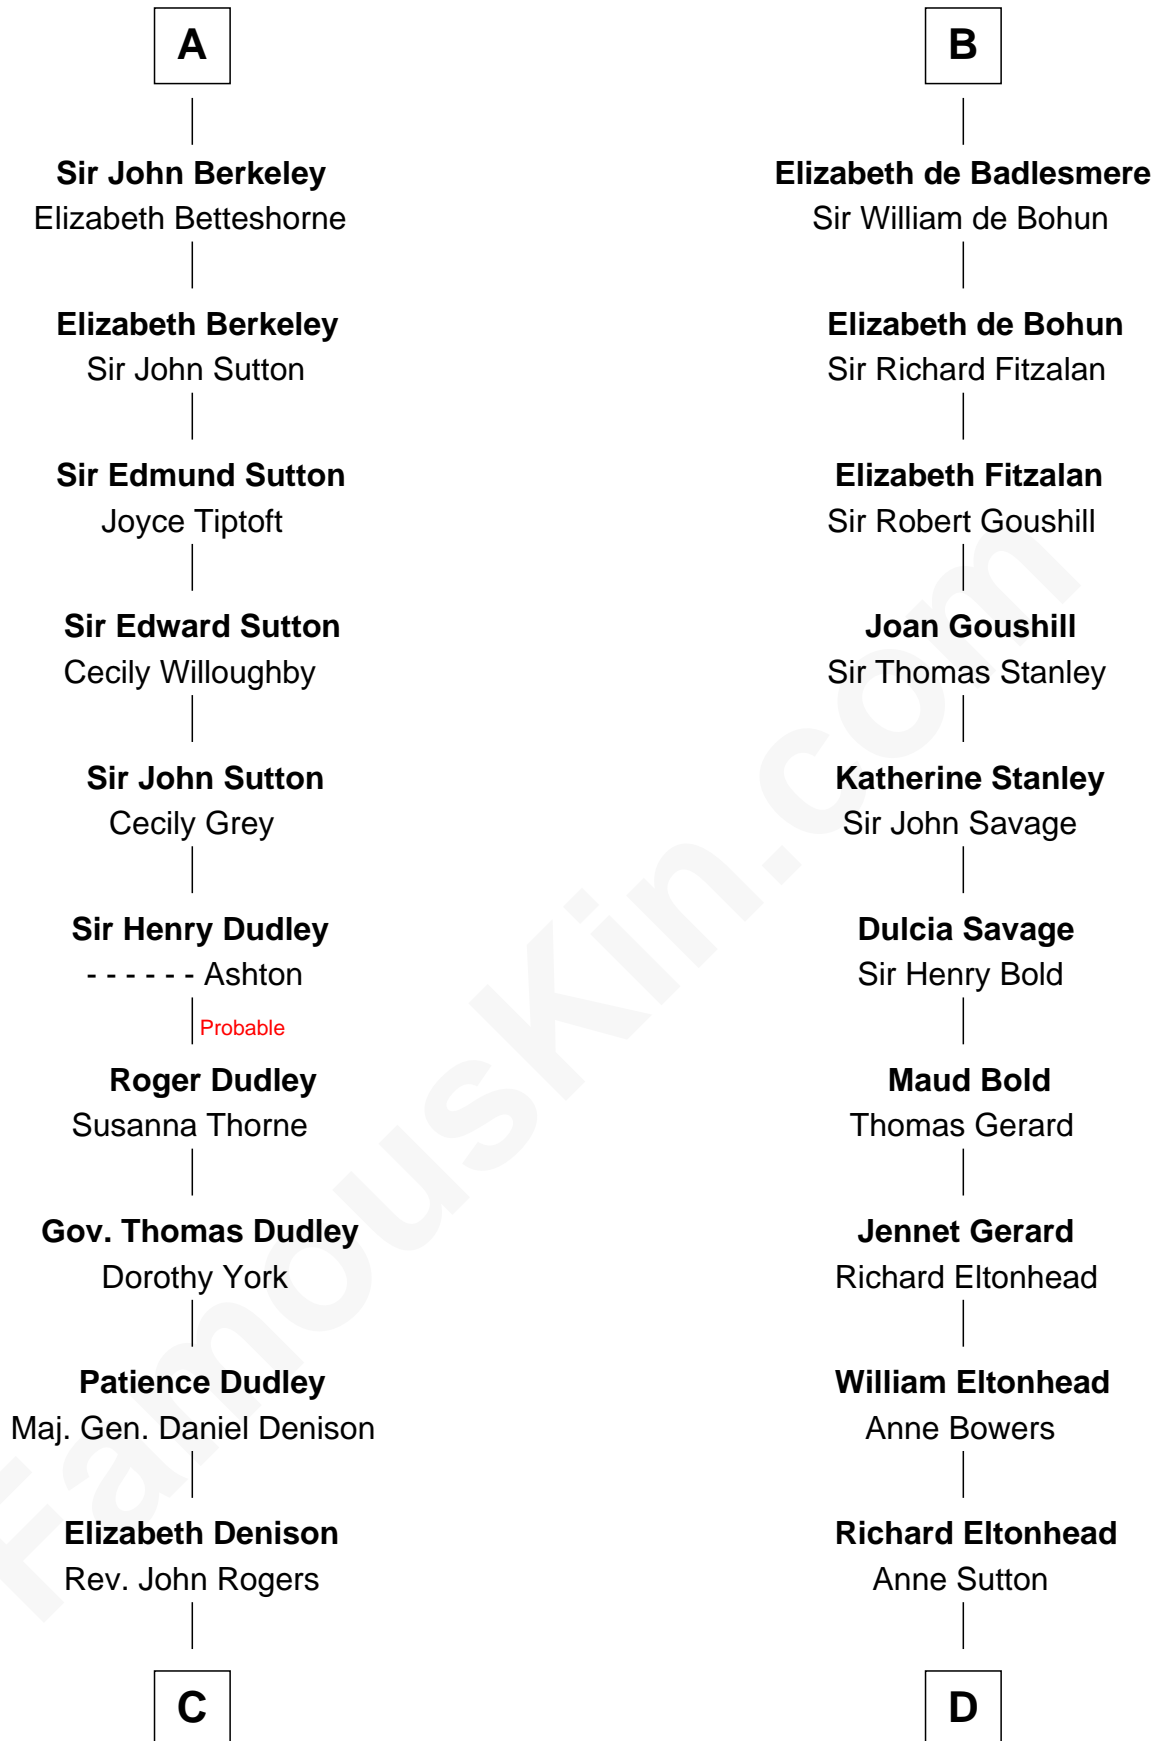 A
Sir John Berkeley
Elizabeth Betteshorne
Elizabeth Berkeley
Sir John Sutton
Sir Edmund Sutton
Joyce Tiptoft
Sir Edward Sutton
Cecily Willoughby
Sir John Sutton
Cecily Grey
Sir Henry Dudley
- - - - - - Ashton
Probable
Roger Dudley
Susanna Thorne
Gov. Thomas Dudley
Dorothy York
Patience Dudley
Maj. Gen. Daniel Denison
Elizabeth Denison
Rev. John Rogers
C
B
Elizabeth de Badlesmere
Sir William de Bohun
Elizabeth de Bohun
Sir Richard Fitzalan
Elizabeth Fitzalan
Sir Robert Goushill
Joan Goushill
Sir Thomas Stanley
Katherine Stanley
Sir John Savage
Dulcia Savage
Sir Henry Bold
Maud Bold
Thomas Gerard
Jennet Gerard
Richard Eltonhead
William Eltonhead
Anne Bowers
Richard Eltonhead
Anne Sutton
D
FamousKin.com